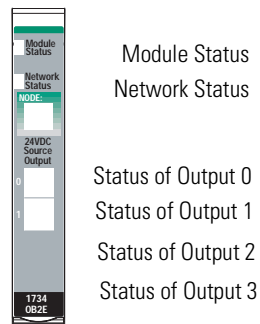 Module
Status
Module Status
Network
Status
Network Status
NODE:
24VDC
Source
Output
0
Status of Output 0
1
Status of Output 1
Status of Output 2
Status of Output 3
1734
OB2E